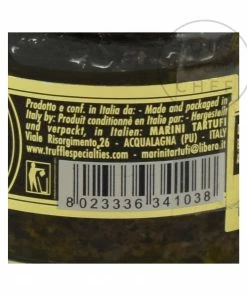 CHEF
Prodotto e conf. in Italia da: - Made and packaged in
Italy by: Produit conditionné en Italie par: - Hergestellt
und verpackt, in Italien: MARINI TARTUFI
Viale Risorgimento,26 - ACQUALAGNA (PU) - ITALY
www.trufflespecialties.com - marinitartufi@libero.it
8 023336 341038